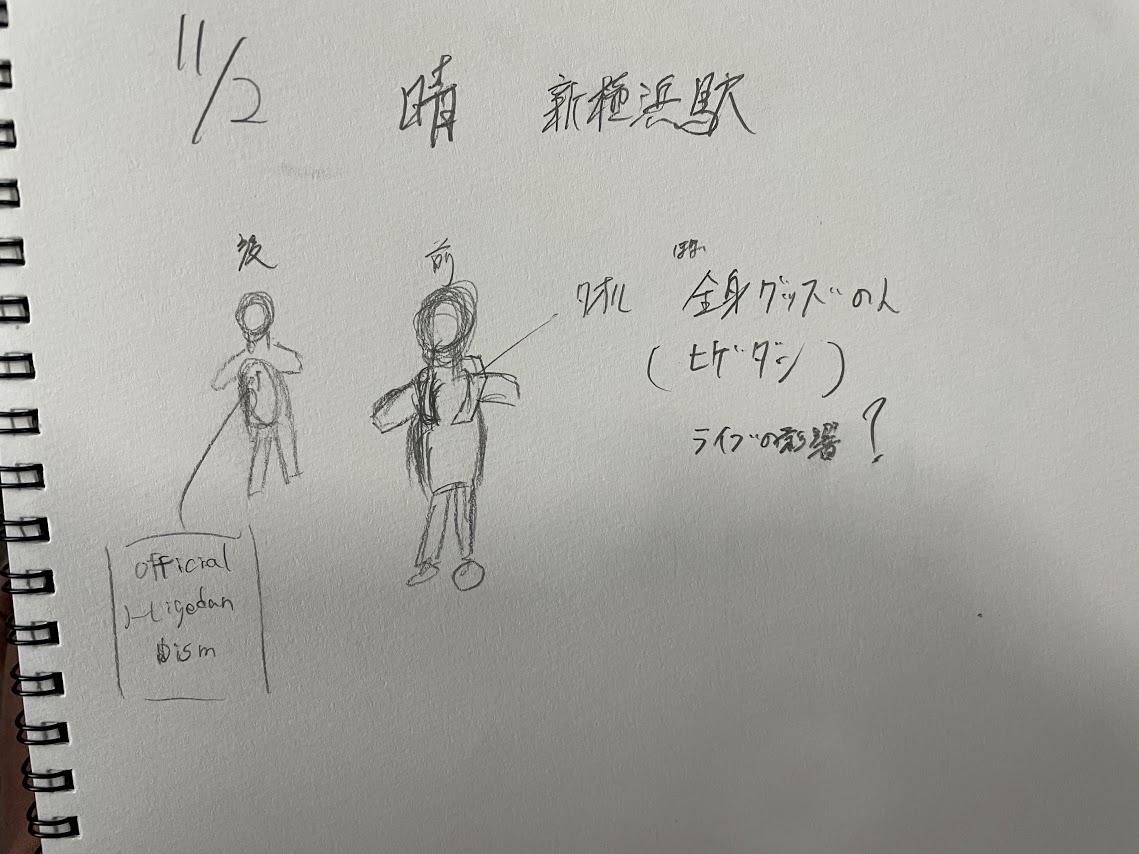 11/2 晴 新横浜駅
後
前
タオル
ほぼ
全身グッズの人
(ヒゲダン)
ライブの影響?
official
Higedan
Dism